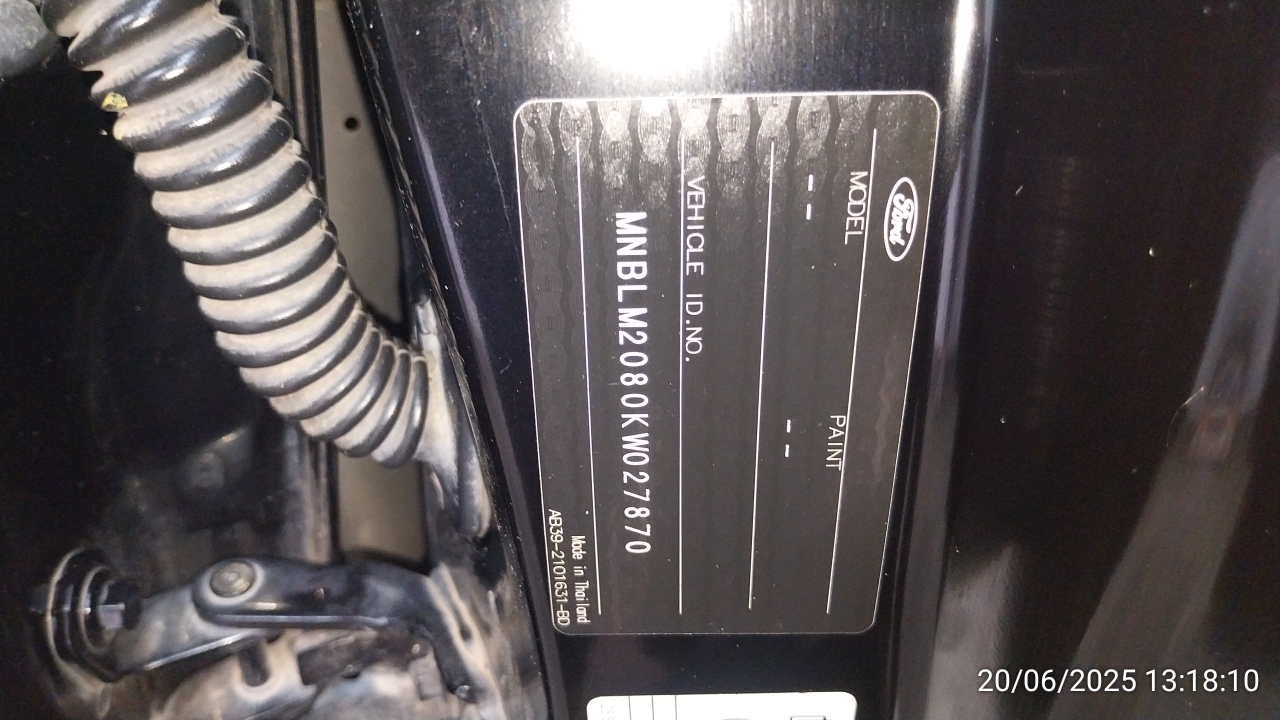 Ford
MODEL
PAINT
-- --
VEHICLE ID.NO.
MNBLM2080KW027870
Made in Thailand
AB39-2101631-BD
20/06/2025 13:18:10